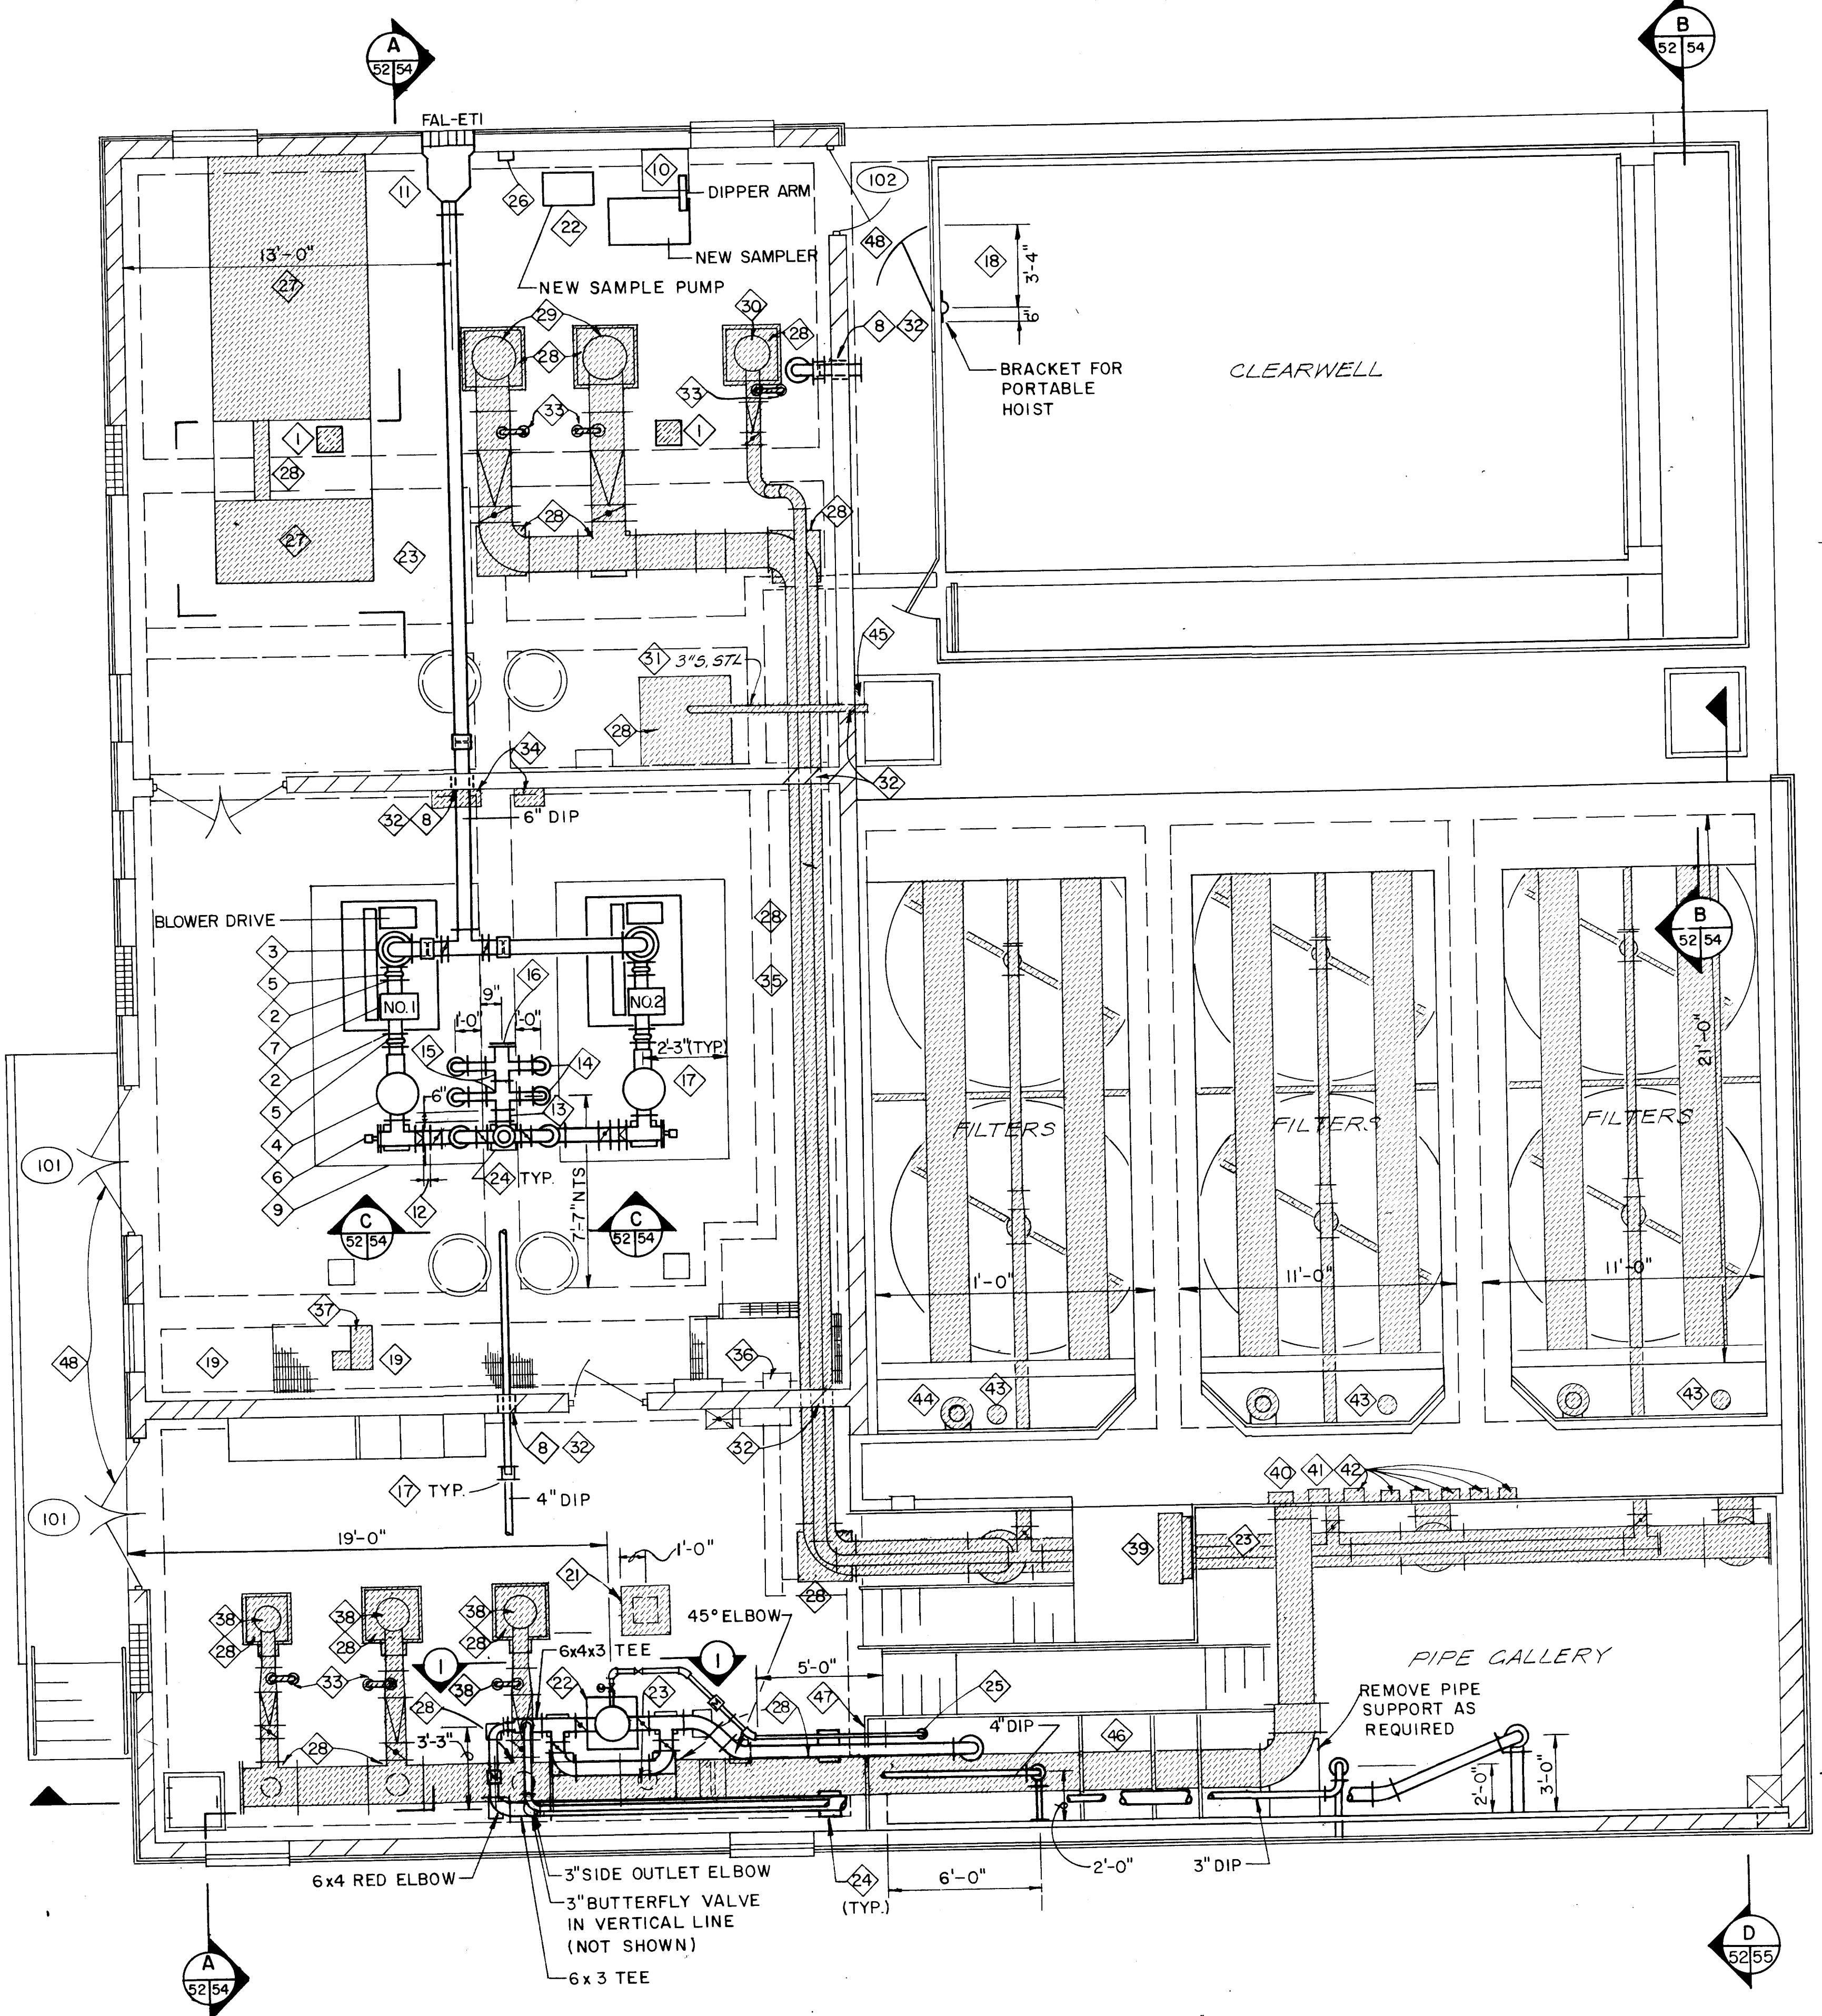 A
52 54
B
52 54
FAL-ET1
10
102
DIPPER ARM
11
26
22
48
18
3'-4"
13'-0"
NEW SAMPLER
27
NEW SAMPLE PUMP
6"
29
30
28
28
8
32
BRACKET FOR
PORTABLE
HOIST
CLEARWELL
33
33
1
1
28
28
28
27
23
45
31
3"S. STL
28
34
32
32
8
6" DIP
BLOWER DRIVE
28
B
52 54
3
5
16
35
2
NO. 1
9"
NO.2
7
1'-0"
1'-0"
2'-3"(TYP.)
21'-0"
2
15
14
17
5
6"
13
FILTERS
FILTERS
FILTERS
4
101
6
24
TYP.
9
12
7'-7" NTS
C
52 54
C
52 54
1'-0"
11'-0"
11'-0"
37
48
19
19
36
44
43
43
43
8
32
32
40
41
42
17
TYP.
4" DIP
101
19'-0"
1'-0"
39
23
21
28
38
38
38
45° ELBOW
28
28
28
6x4x3 TEE
1
1
5'-0"
PIPE GALLERY
33
38
22
23
47
25
REMOVE PIPE
SUPPORT AS
REQUIRED
28
28
4"DIP
46
3'-3"
28
2'-0"
3'-0"
6x4 RED ELBOW
3"SIDE OUTLET ELBOW
2'-0"
3" DIP
24
(TYP.)
6'-0"
3"BUTTERFLY VALVE
IN VERTICAL LINE
(NOT SHOWN)
6 x 3 TEE
A
52 54
D
52 55